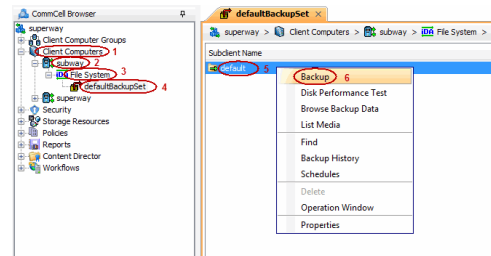 CommCell Browser
superway
Client Computer Groups
Client Computers 1
subway 2
File System 3
defaultBackupSet 4
superway
Security
Storage Resources
Policies
Reports
Content Director
Workflows
defaultBackupSet ×
superway > Client Computers > subway > iDA File System >
Subclient Name
default 5
Backup 6
Disk Performance Test
Browse Backup Data
List Media
Find
Backup History
Schedules
Delete
Operation Window
Properties